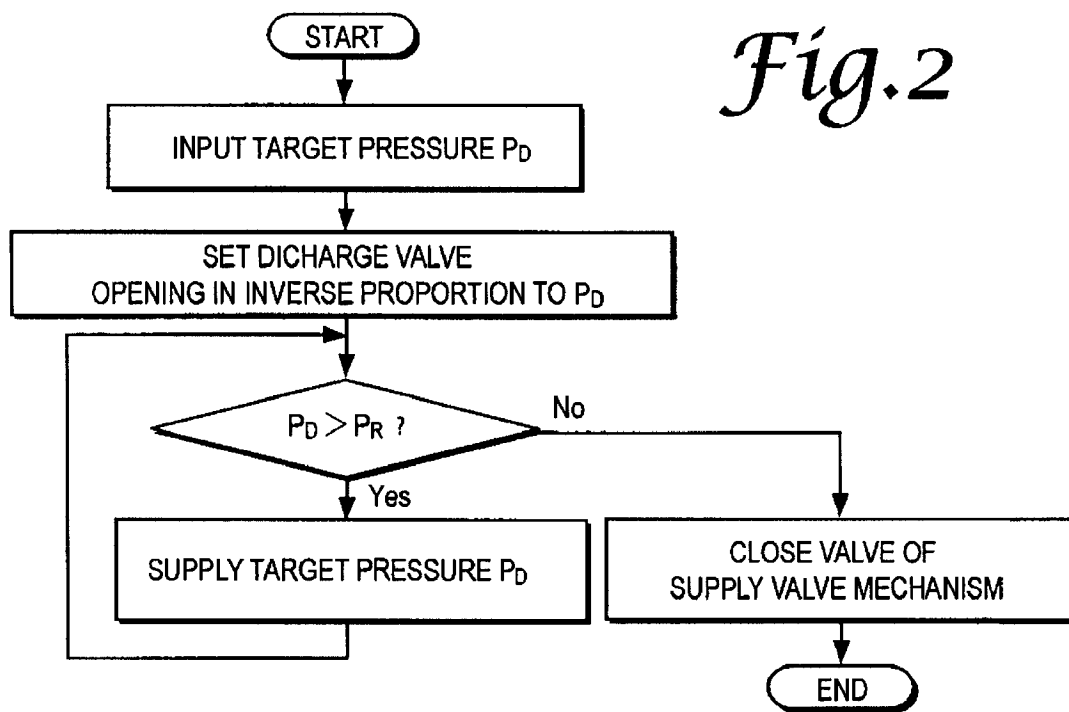 START
Fig.2
INPUT TARGET PRESSURE PD
SET DICHARGE VALVE
OPENING IN INVERSE PROPORTION TO PD
PD > PR ?
No
Yes
SUPPLY TARGET PRESSURE PD
CLOSE VALVE OF
SUPPLY VALVE MECHANISM
END